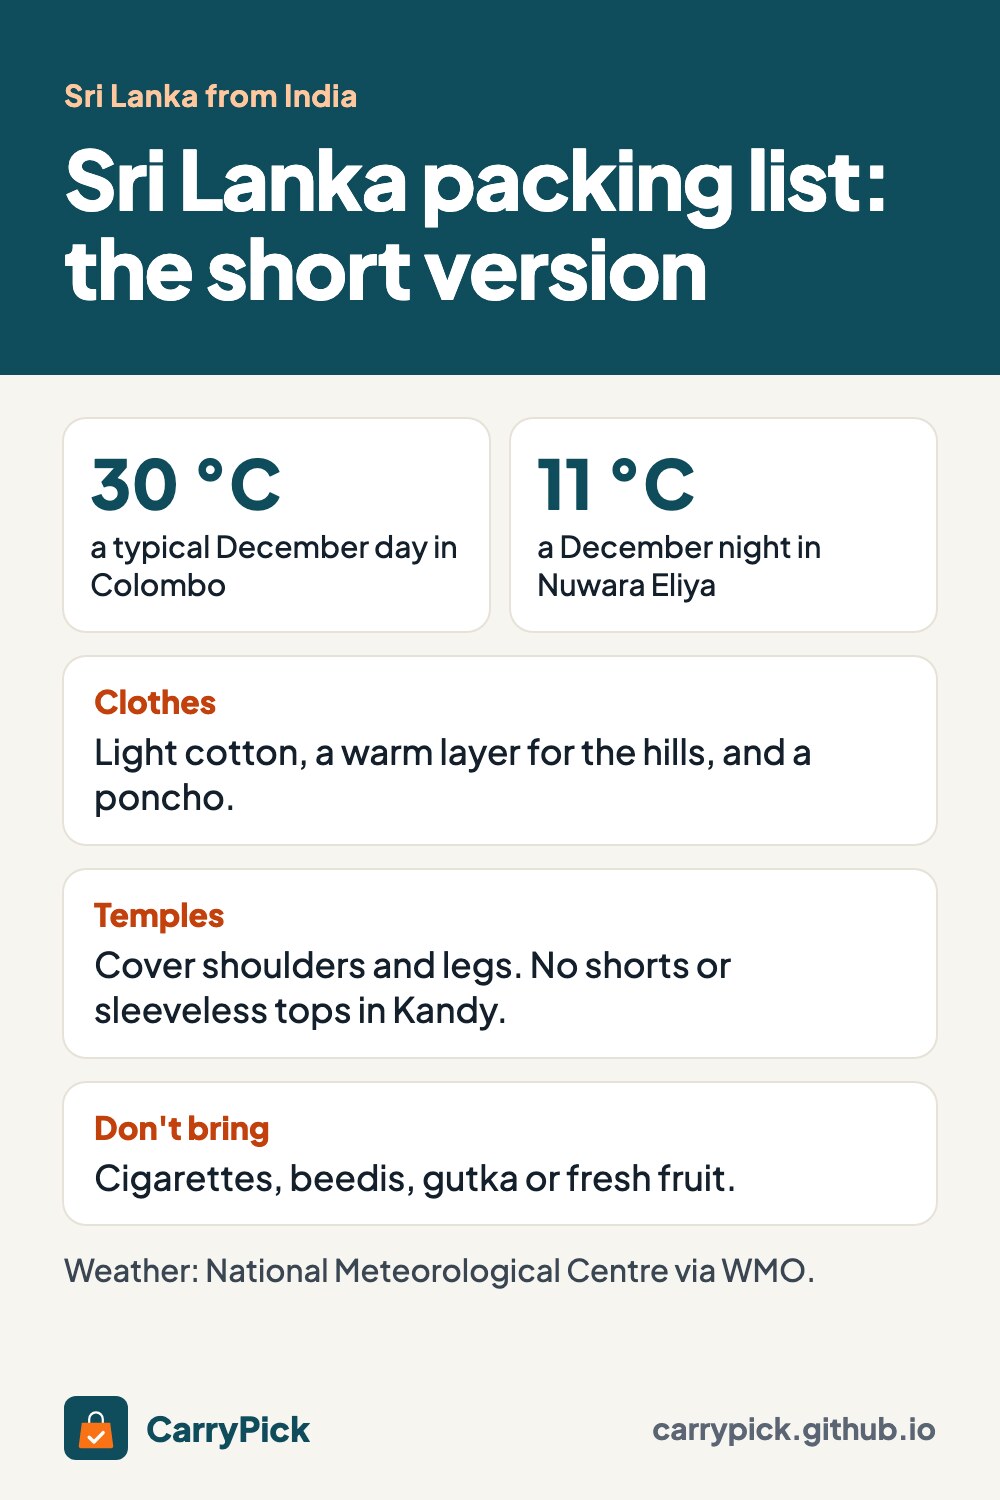 Sri Lanka from India
Sri Lanka packing list:
the short version
30 °C
a typical December day in
Colombo
11 °C
a December night in
Nuwara Eliya
Clothes
Light cotton, a warm layer for the hills, and a
poncho.
Temples
Cover shoulders and legs. No shorts or
sleeveless tops in Kandy.
Don't bring
Cigarettes, beedis, gutka or fresh fruit.
Weather: National Meteorological Centre via WMO.
CarryPick
carrypick.github.io